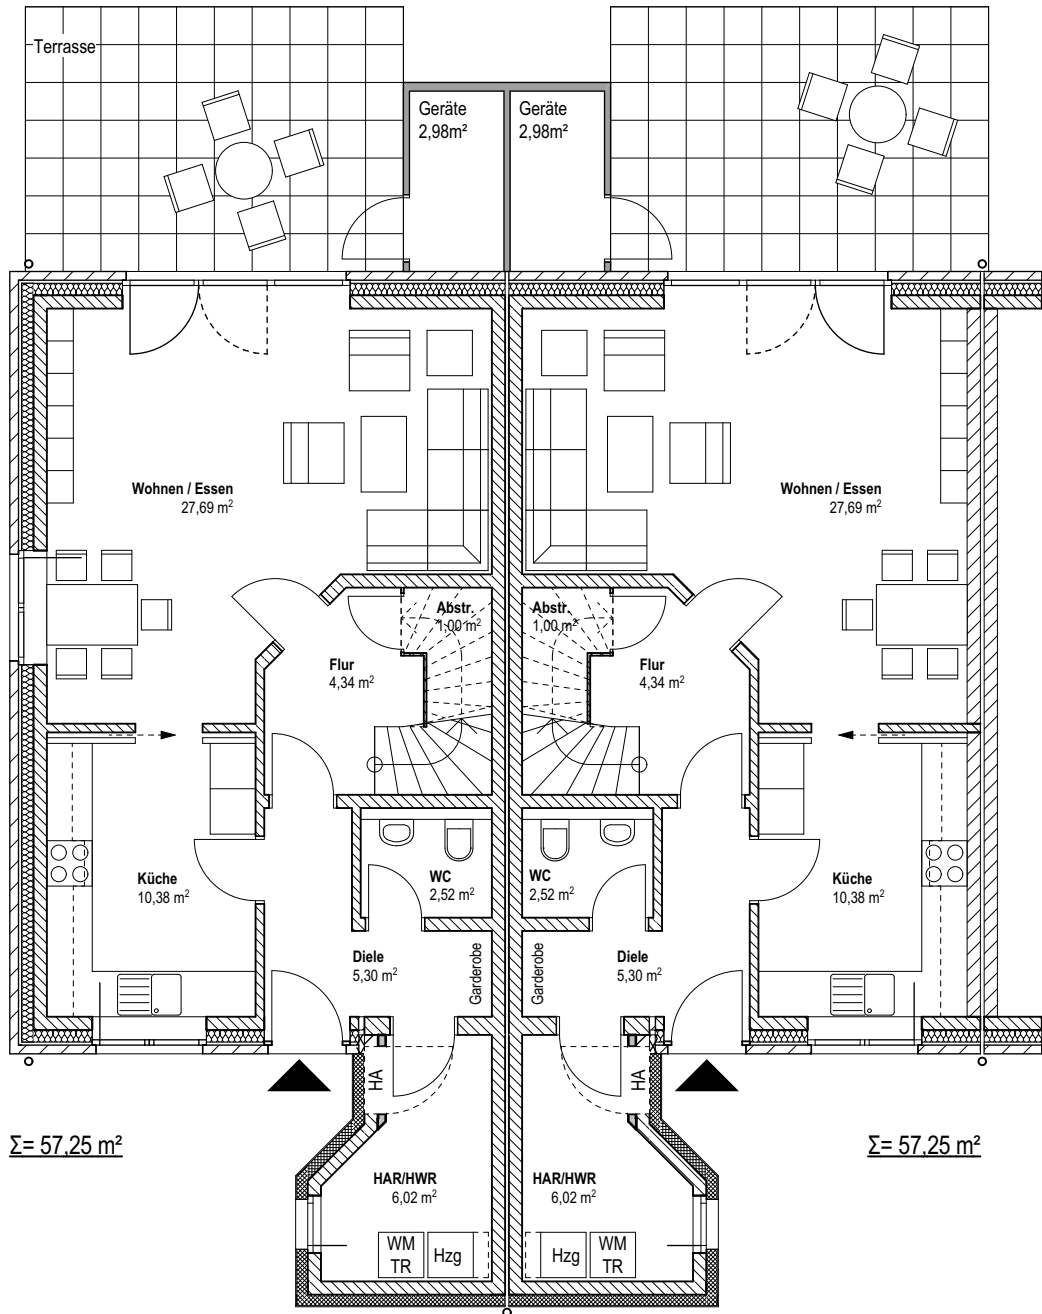 Terrasse
Geräte
2,98m²
Geräte
2,98m²
Wohnen / Essen
27,69 m²
Wohnen / Essen
27,69 m²
Abstr.
1,00 m²
Abstr.
1,00 m²
Flur
4,34 m²
Flur
4,34 m²
Küche
10,38 m²
WC
2,52 m²
WC
2,52 m²
Küche
10,38 m²
Diele
5,30 m²
Garderobe
Garderobe
Diele
5,30 m²
HA
HA
Σ= 57,25 m²
Σ= 57,25 m²
HAR/HWR
6,02 m²
HAR/HWR
6,02 m²
WM
TR
Hzg
Hzg
WM
TR